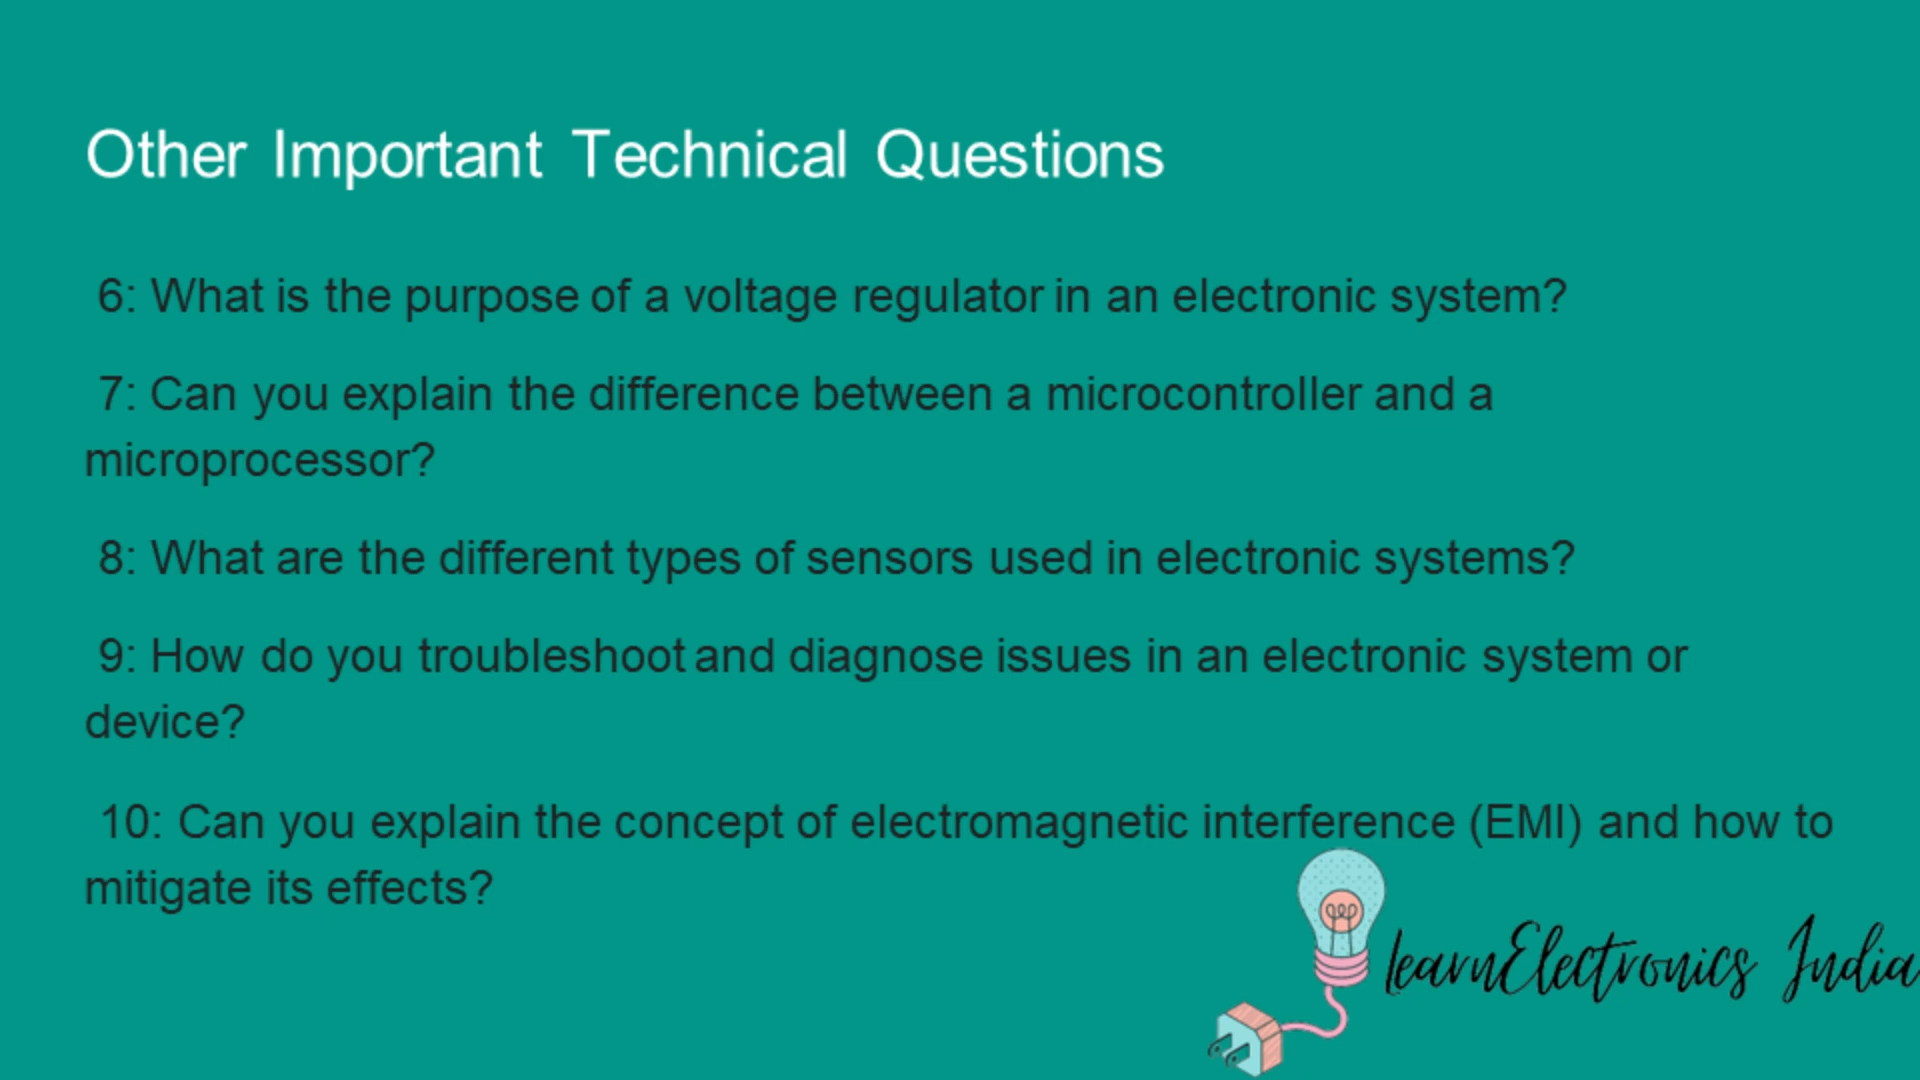 Other Important Technical Questions
6: What is the purpose of a voltage regulator in an electronic system?
7: Can you explain the difference between a microcontroller and a
microprocessor?
8: What are the different types of sensors used in electronic systems?
9: How do you troubleshoot and diagnose issues in an electronic system or
device?
10: Can you explain the concept of electromagnetic interference (EMI) and how to
mitigate its effects?
learnElectronics India